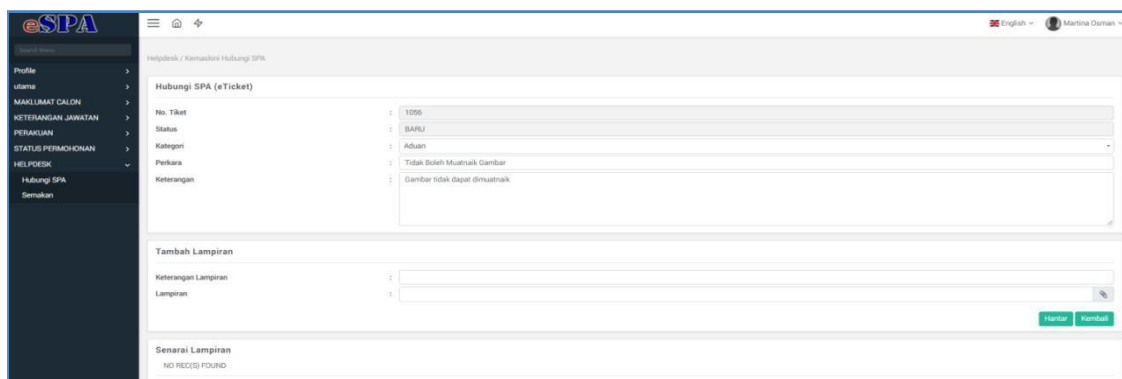 eSPA
English
Martina Osman
Search Menu
Profile
utama
MAKLUMAT CALON
KETERANGAN JAWATAN
PERAKUAN
STATUS PERMOHONAN
HELPDESK
Hubungi SPA
Semakan
Helpdesk / Kemaskini Hubungi SPA
Hubungi SPA (eTicket)
No. Tiket : 1056
Status : BARU
Kategori : Aduan
Perkara : Tidak Boleh Muatnaik Gambar
Keterangan : Gambar tidak dapat dimuatnaik
Tambah Lampiran
Keterangan Lampiran :
Lampiran :
Hantar Kembali
Senarai Lampiran
NO REC(S) FOUND